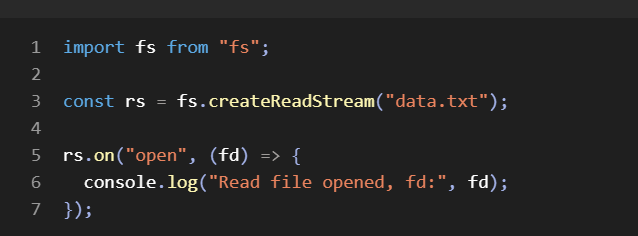 1 import fs from "fs";
2
3 const rs = fs.createReadStream("data.txt");
4
5 rs.on("open", (fd) => {
6   console.log("Read file opened, fd:", fd);
7 });